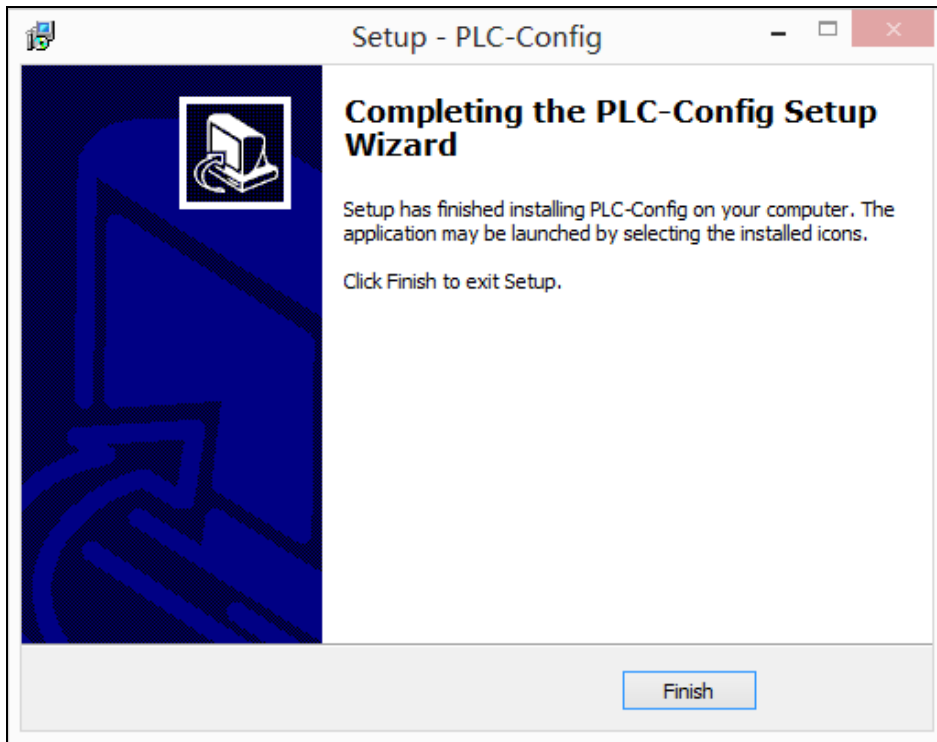 Setup - PLC-Config
Completing the PLC-Config Setup
Wizard
Setup has finished installing PLC-Config on your computer. The
application may be launched by selecting the installed icons.
Click Finish to exit Setup.
Finish